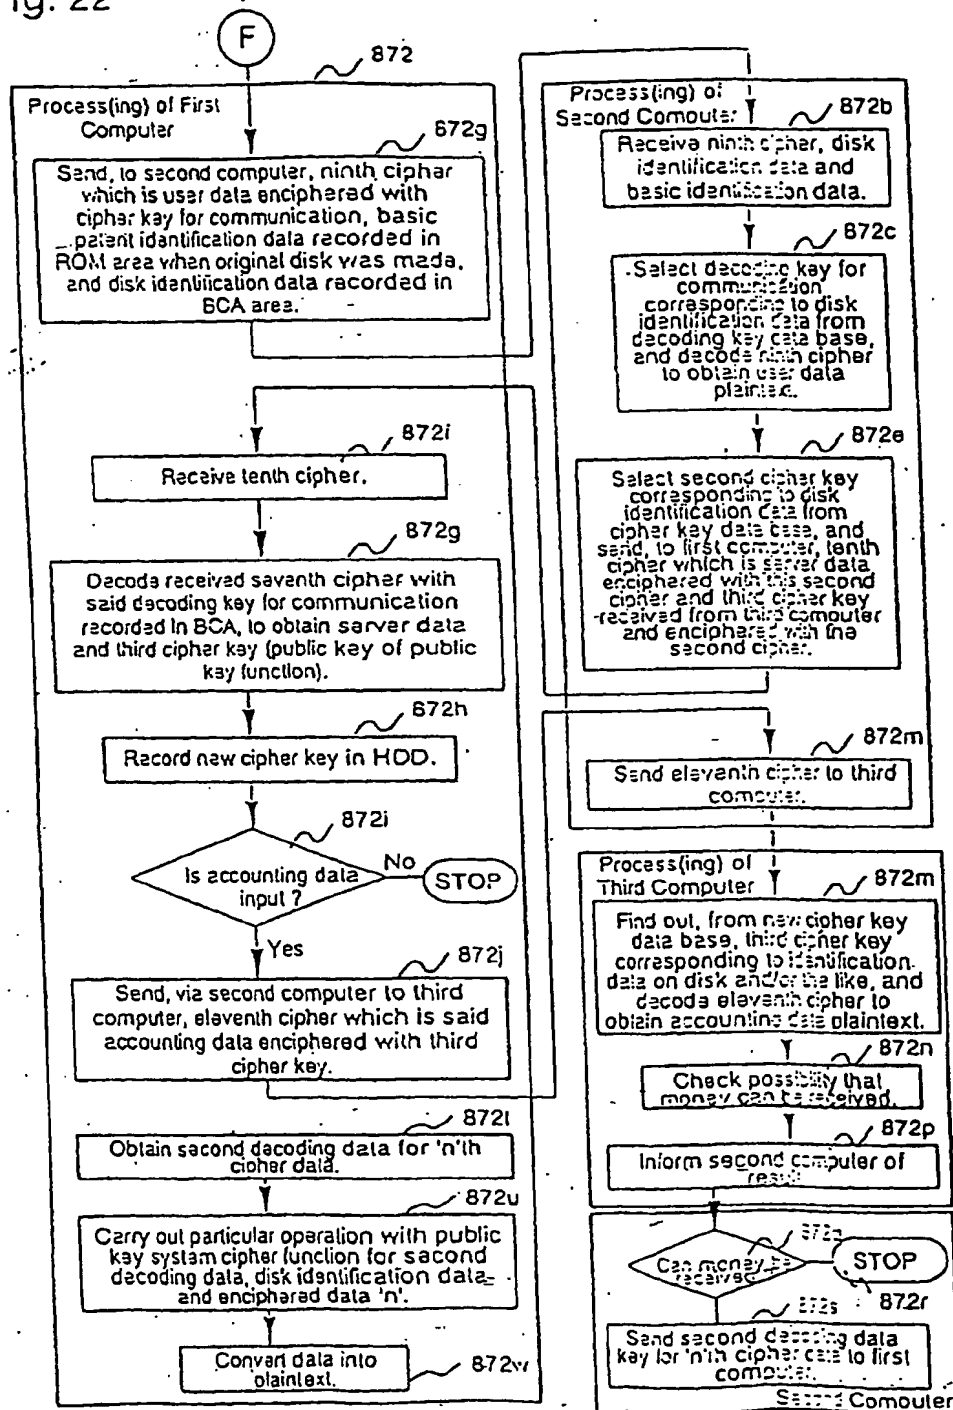 Fig. 22
F
872
Process(ing) of First
Computer
872g
Send, to second computer, ninth cipher
which is user data enciphered with
cipher key for communication, basic
patent identification data recorded in
ROM area when original disk was made,
and disk identification data recorded in
BCA area.
872i
Receive tenth cipher.
872g
Decode received seventh cipher with
said decoding key for communication
recorded in BCA, to obtain server data
and third cipher key (public key of public
key function).
872h
Record new cipher key in HDD.
872i
Is accounting data
input ?
No
STOP
Yes
872j
Send, via second computer to third
computer, eleventh cipher which is said
accounting data enciphered with third
cipher key.
872t
Obtain second decoding data for 'n'th
cipher data.
872u
Carry out particular operation with public
key system cipher function for second
decoding data, disk identification data
and enciphered data 'n'.
Convert data into
plaintext.
872w
Process(ing) of
Second Computer
872b
Receive ninth cipher, disk
identification data and
basic identification data.
872c
Select decoding key for
communication
corresponding to disk
identification data from
decoding key data base,
and decode ninth cipher
to obtain user data
plaintext.
872e
Select second cipher key
corresponding to disk
identification data from
cipher key data base, and
send, to first computer, tenth
cipher which is server data
enciphered with this second
cipher and third cipher key
received from third computer
and enciphered with the
second cipher.
872m
Send eleventh cipher to third
computer.
Process(ing) of
Third Computer
872m
Find out, from new cipher key
data base, third cipher key
corresponding to identification
data on disk and/or the like, and
decode eleventh cipher to
obtain accounting data plaintext.
872n
Check possibility that
money can be received.
872p
Inform second computer of
result
Can money be
received
STOP
872r
872s
Send second decoding data
key for 'n'th cipher data to first
computer.
Second Computer